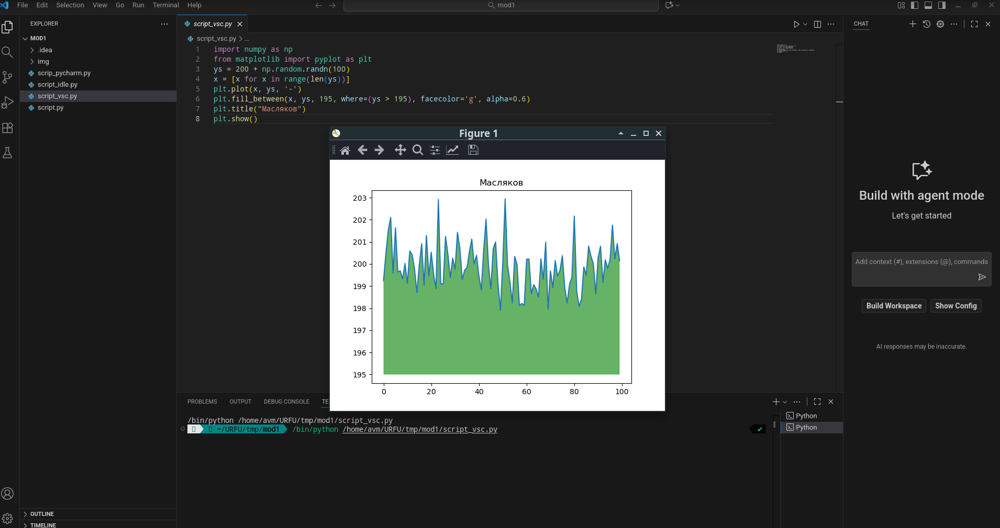 File Edit Selection View Go Run Terminal Help
mod1
EXPLORER
MOD1
.idea
img
scrip_pycharm.py
script_idle.py
script_vsc.py
script.py
OUTLINE
TIMELINE
script_vsc.py
script_vsc.py > ...
1 import numpy as np
2 from matplotlib import pyplot as plt
3 ys = 200 + np.random.randn(100)
4 x = [x for x in range(len(ys))]
5 plt.plot(x, ys, '-')
6 plt.fill_between(x, ys, 195, where=(ys > 195), facecolor='g', alpha=0.6)
7 plt.title("Масляков")
8 plt.show()
Figure 1
Масляков
203
202
201
200
199
198
197
196
195
0 20 40 60 80 100
PROBLEMS OUTPUT DEBUG CONSOLE TE
/bin/python /home/avm/URFU/tmp/mod1/script_vsc.py
~/URFU/tmp/mod1 /bin/python /home/avm/URFU/tmp/mod1/script_vsc.py
Python
Python
CHAT
Build with agent mode
Let's get started
Add context (#), extensions (@), commands
Build Workspace Show Config
AI responses may be inaccurate.